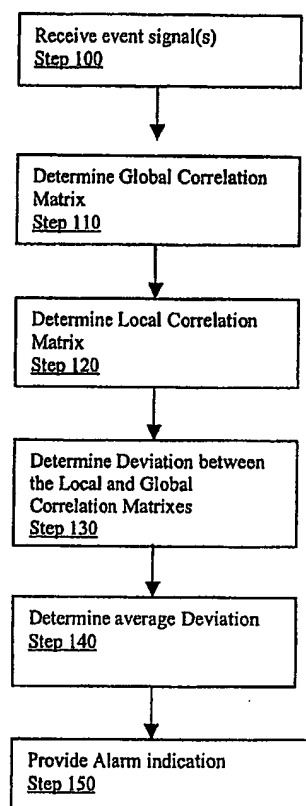 Receive event signal(s)
Step 100
Determine Global Correlation
Matrix
Step 110
Determine Local Correlation
Matrix
Step 120
Determine Deviation between
the Local and Global
Correlation Matrixes
Step 130
Determine average Deviation
Step 140
Provide Alarm indication
Step 150